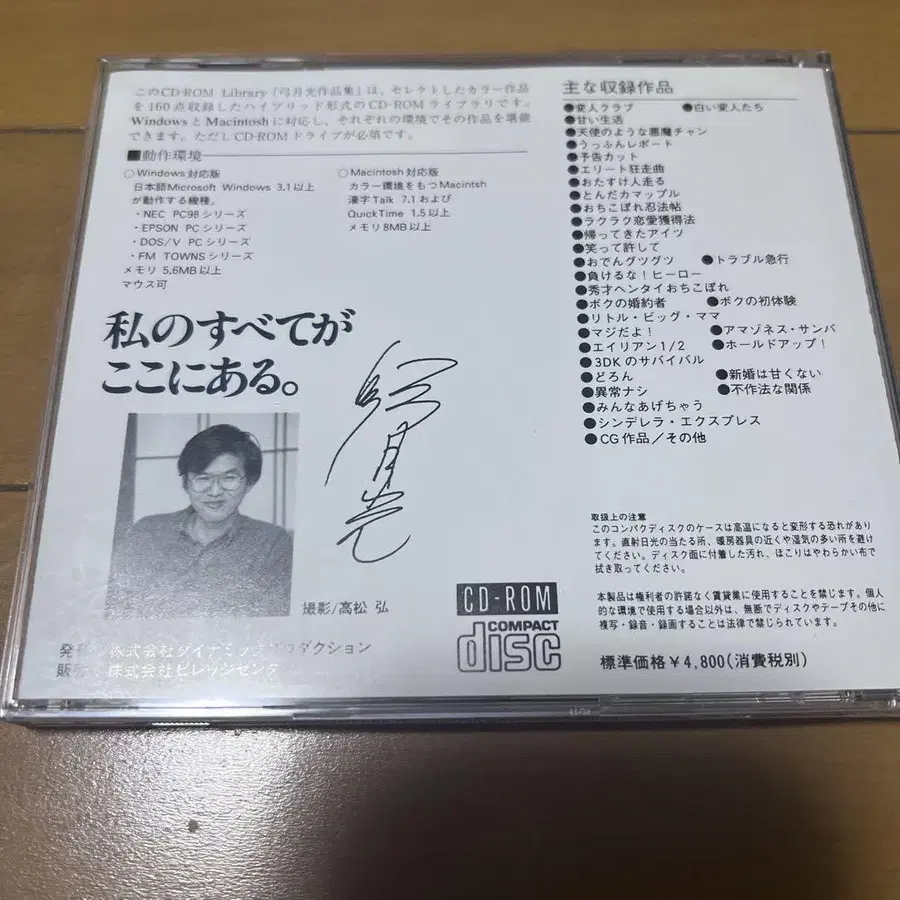 このCD-ROM Library「弓月光作品集」は、セレクトしたカラー作品
を160点収録したハイブリッド形式のCD-ROMライブラリです。
WindowsとMacintoshに対応し、それぞれの環境でその作品を堪能
できます。ただしCD-ROMドライブが必須です。
■動作環境
○Windows対応版
日本語Microsoft Windows 3.1以上
が動作する機種。
・NEC PC98シリーズ
・EPSON PCシリーズ
・DOS/V PCシリーズ
・FM TOWNSシリーズ
メモリ 5.6MB以上
マウス可
○Macintosh対応版
カラー環境をもつMacintsh
漢字Talk 7.1および
QuickTime 1.5以上
メモリ8MB以上
私のすべてが
ここにある。
弓月光
撮影/高松 弘
株式会社ダイナミックプロダクション
株式会社ビレッジセンター
主な収録作品
●変人クラブ ●白い変人たち
●甘い生活
●天使のような悪魔チャン
●うっふんレポート
●予告カット
●エリート狂走曲
●おたすけ人走る
●とんだカマップル
●おちこぼれ忍法帖
●ラクラク恋愛獲得法
●帰ってきたアイツ
●笑って許して
●おでんグツグツ ●トラブル急行
●負けるな!ヒーロー
●秀才ヘンタイおちこぼれ
●ボクの婚約者 ●ボクの初体験
●リトル・ビッグ・ママ
●マジだよ! ●アマゾネス・サンバ
●エイリアン1/2 ●ホールドアップ!
●3DKのサバイバル
●どろん ●新婚は甘くない
●異常ナシ ●不作法な関係
●みんなあげちゃう
●シンデレラ・エクスプレス
●CG作品/その他
取扱上の注意
このコンパクトディスクのケースは高温になると変形する恐れがあり
ます。直射日光の当たる所、暖房器具の近くや湿気の多い所を避け
てください。ディスク面に付着した汚れ、ほこりはやわらかい布で
拭き取ってください。
本製品は権利者の許諾なく賃貸業に使用することを禁じます。個人
的な環境で使用する場合以外は、無断でディスクやテープその他に
複写・録音・録画することは法律で禁じられています。
CD-ROM
COMPACT
disc
標準価格¥4,800(消費税別)